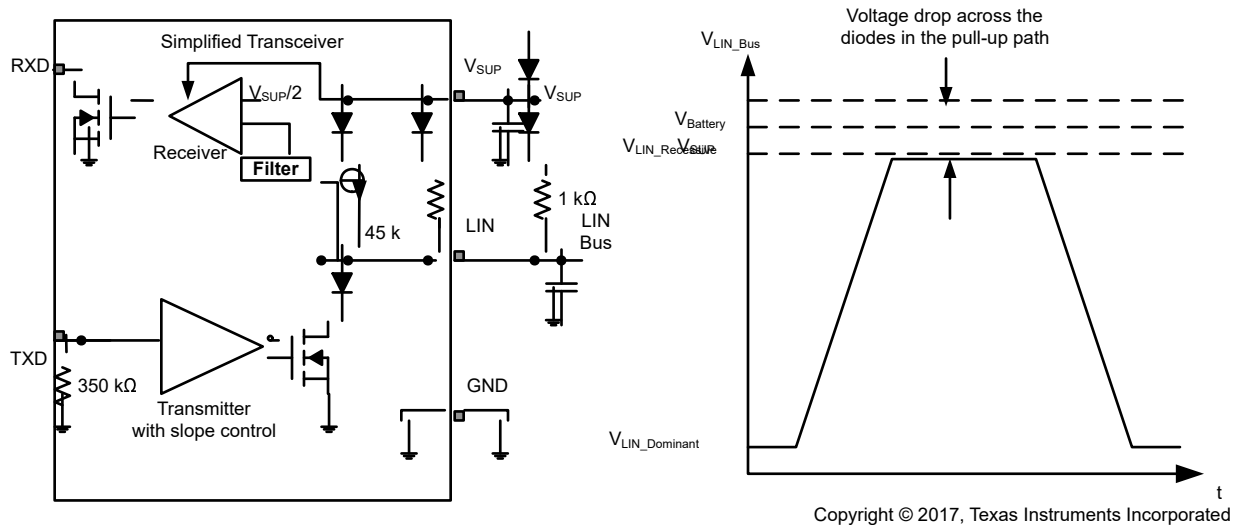 Simplified Transceiver
RXD
V_SUP/2
Receiver
Filter
V_SUP
V_SUP
45 k
LIN
1 kΩ
LIN
Bus
TXD
350 kΩ
Transmitter
with slope control
GND
Voltage drop across the
diodes in the pull-up path
V_LIN_Bus
V_Battery
V_SUP
V_LIN_Recessive
V_LIN_Dominant
t
Copyright © 2017, Texas Instruments Incorporated